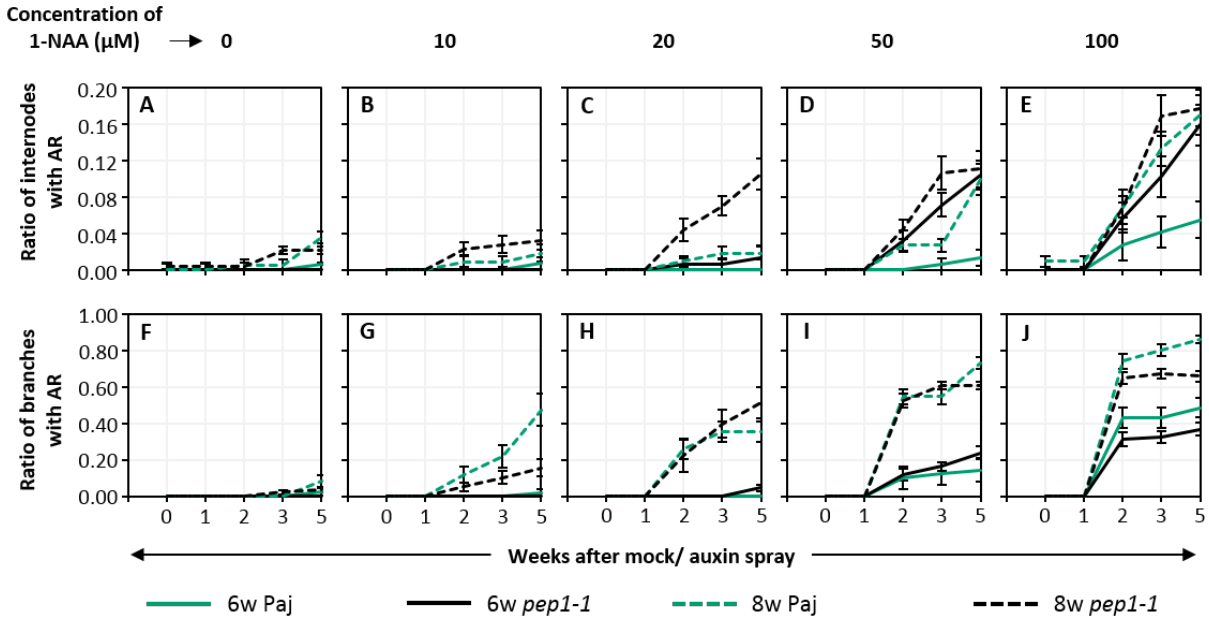 Concentration of
1-NAA (µM) → 0 10 20 50 100
Ratio of internodes
with AR
0.20
0.16
0.12
0.08
0.04
0.00
A B C D E
Ratio of branches
with AR
1.00
0.80
0.60
0.40
0.20
0.00
F G H I J
0 1 2 3 5 0 1 2 3 5 0 1 2 3 5 0 1 2 3 5 0 1 2 3 5
Weeks after mock/ auxin spray
6w Paj 6w pep1-1 8w Paj 8w pep1-1